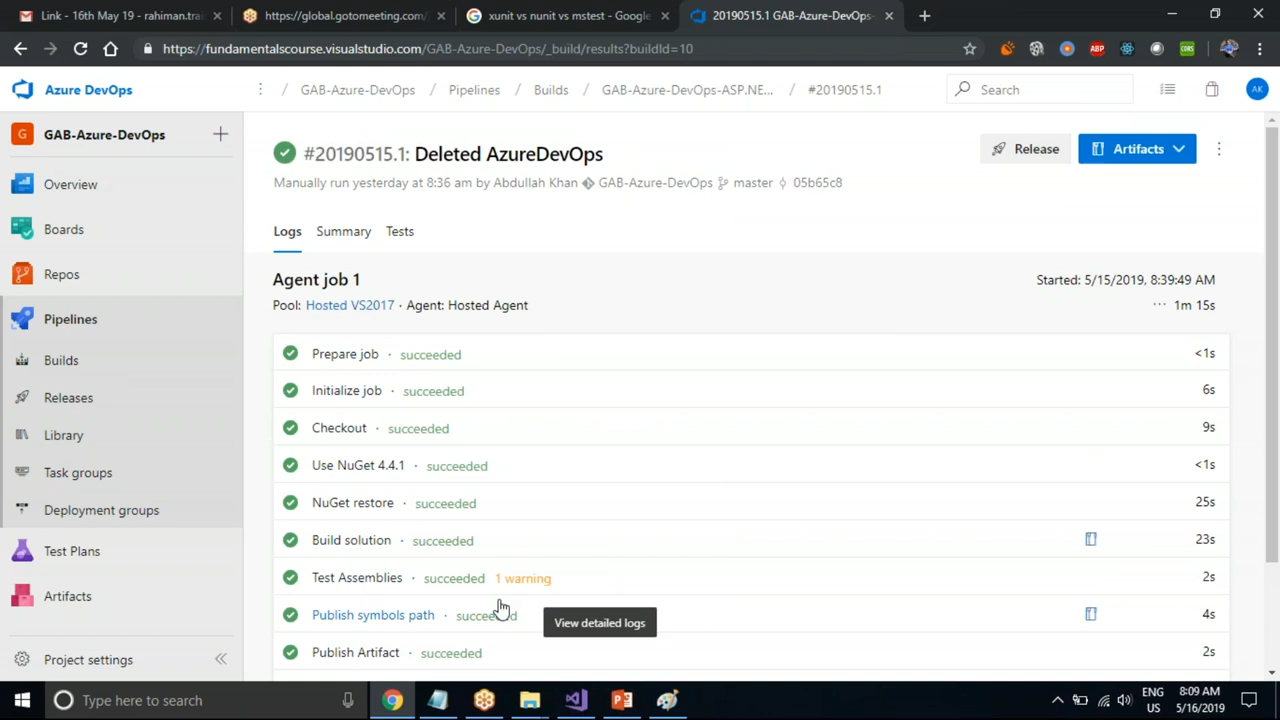 Link - 16th May 19 - rahiman.trai
https://global.gotomeeting.com/
xunit vs nunit vs mstest - Google
20190515.1 GAB-Azure-DevOps-
https://fundamentalscourse.visualstudio.com/GAB-Azure-DevOps/_build/results?buildId=10
ABP
CORS
Azure DevOps
/ GAB-Azure-DevOps / Pipelines / Builds / GAB-Azure-DevOps-ASP.NE... / #20190515.1
Search
AK
G GAB-Azure-DevOps
Overview
Boards
Repos
Pipelines
Builds
Releases
Library
Task groups
Deployment groups
Test Plans
Artifacts
Project settings
#20190515.1: Deleted AzureDevOps
Release
Artifacts
Manually run yesterday at 8:36 am by Abdullah Khan GAB-Azure-DevOps master 05b65c8
Logs Summary Tests
Agent job 1
Started: 5/15/2019, 8:39:49 AM
Pool: Hosted VS2017 · Agent: Hosted Agent
··· 1m 15s
Prepare job · succeeded <1s
Initialize job · succeeded 6s
Checkout · succeeded 9s
Use NuGet 4.4.1 · succeeded <1s
NuGet restore · succeeded 25s
Build solution · succeeded 23s
Test Assemblies · succeeded 1 warning 2s
Publish symbols path · succeeded 4s
View detailed logs
Publish Artifact · succeeded 2s
Type here to search
ENG
US
8:09 AM
5/16/2019